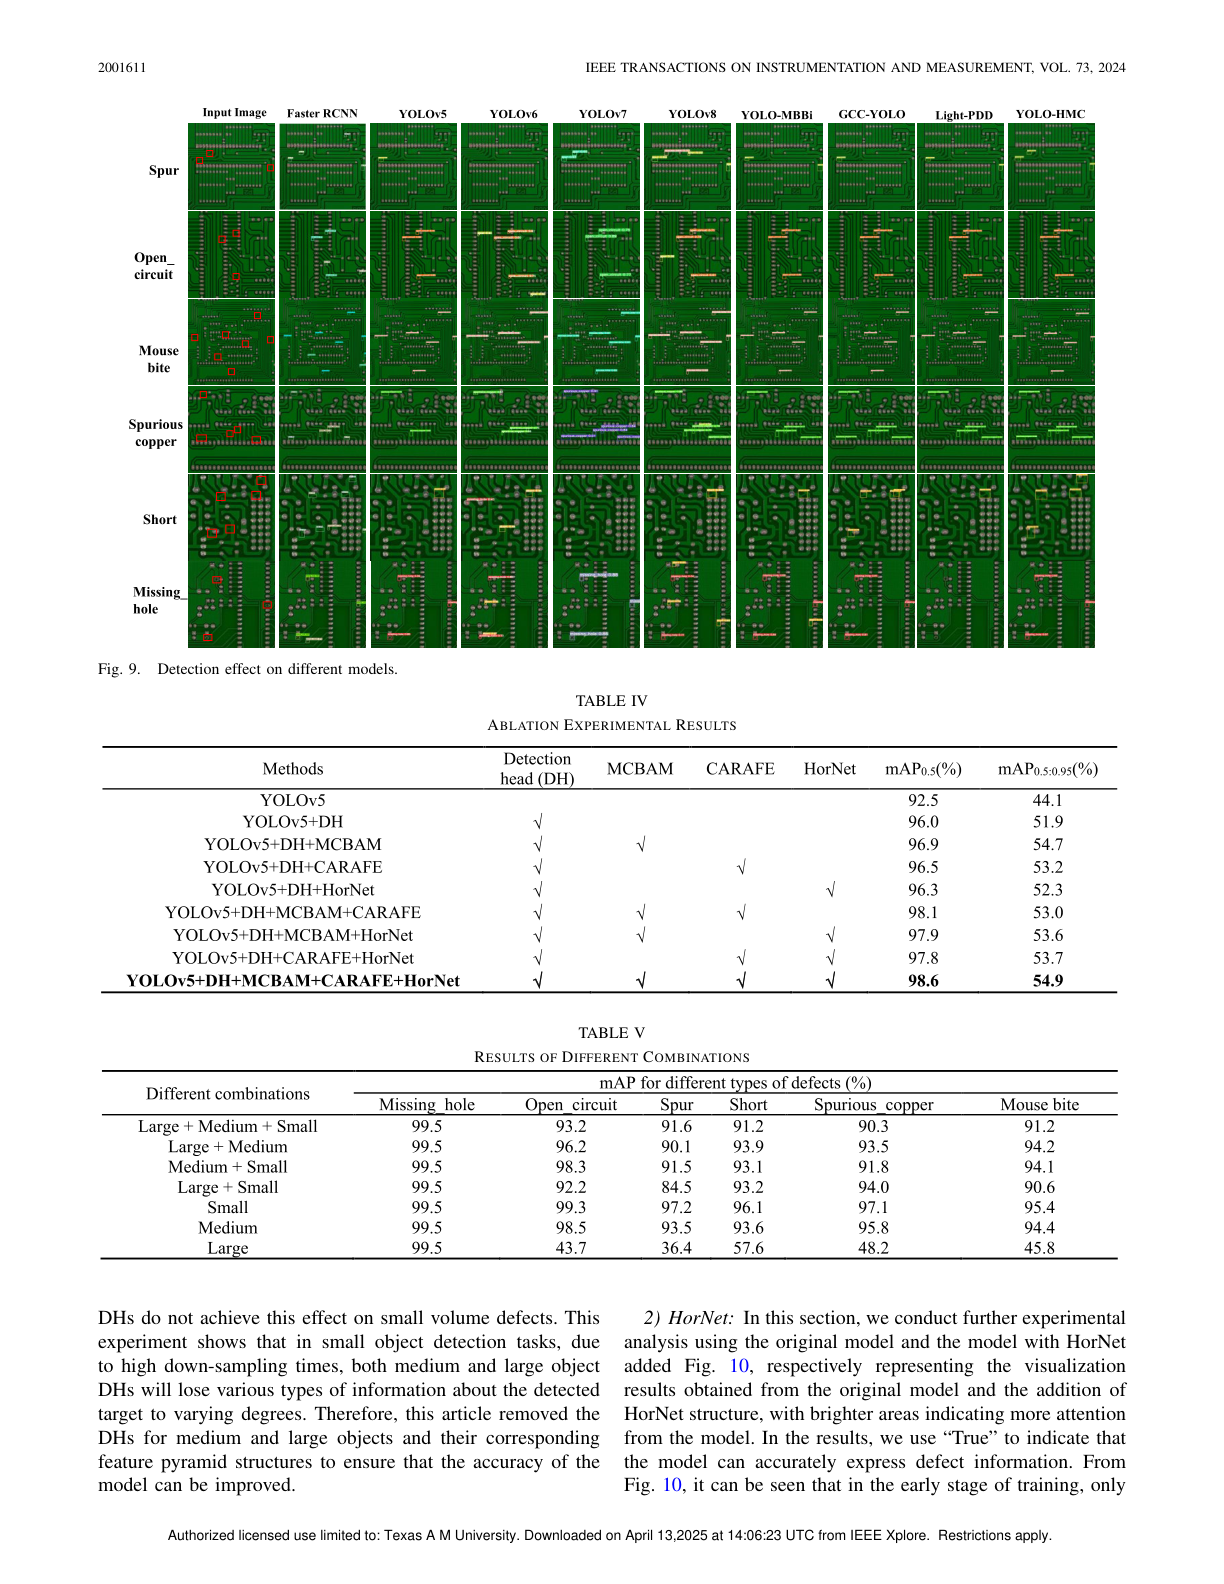 2001611 IEEE TRANSACTIONS ON INSTRUMENTATION AND MEASUREMENT, VOL. 73, 2024
Input Image Faster RCNN YOLOv5 YOLOv6 YOLOv7 YOLOv8 YOLO-MBBi GCC-YOLO Light-PDD YOLO-HMC
Spur
Open_
circuit
Mouse
bite
Spurious
copper
Short
Missing_
hole
Fig. 9. Detection effect on different models.
TABLE IV
ABLATION EXPERIMENTAL RESULTS
Methods Detection head (DH) MCBAM CARAFE HorNet mAP0.5(%) mAP0.5:0.95(%)
YOLOv5 92.5 44.1
YOLOv5+DH √ 96.0 51.9
YOLOv5+DH+MCBAM √ √ 96.9 54.7
YOLOv5+DH+CARAFE √ √ 96.5 53.2
YOLOv5+DH+HorNet √ √ 96.3 52.3
YOLOv5+DH+MCBAM+CARAFE √ √ √ 98.1 53.0
YOLOv5+DH+MCBAM+HorNet √ √ √ 97.9 53.6
YOLOv5+DH+CARAFE+HorNet √ √ √ 97.8 53.7
YOLOv5+DH+MCBAM+CARAFE+HorNet √ √ √ √ 98.6 54.9
TABLE V
RESULTS OF DIFFERENT COMBINATIONS
Different combinations mAP for different types of defects (%)
Missing_hole Open_circuit Spur Short Spurious_copper Mouse bite
Large + Medium + Small 99.5 93.2 91.6 91.2 90.3 91.2
Large + Medium 99.5 96.2 90.1 93.9 93.5 94.2
Medium + Small 99.5 98.3 91.5 93.1 91.8 94.1
Large + Small 99.5 92.2 84.5 93.2 94.0 90.6
Small 99.5 99.3 97.2 96.1 97.1 95.4
Medium 99.5 98.5 93.5 93.6 95.8 94.4
Large 99.5 43.7 36.4 57.6 48.2 45.8
DHs do not achieve this effect on small volume defects. This
experiment shows that in small object detection tasks, due
to high down-sampling times, both medium and large object
DHs will lose various types of information about the detected
target to varying degrees. Therefore, this article removed the
DHs for medium and large objects and their corresponding
feature pyramid structures to ensure that the accuracy of the
model can be improved.
2) HorNet: In this section, we conduct further experimental
analysis using the original model and the model with HorNet
added Fig. 10, respectively representing the visualization
results obtained from the original model and the addition of
HorNet structure, with brighter areas indicating more attention
from the model. In the results, we use “True” to indicate that
the model can accurately express defect information. From
Fig. 10, it can be seen that in the early stage of training, only
Authorized licensed use limited to: Texas A M University. Downloaded on April 13,2025 at 14:06:23 UTC from IEEE Xplore. Restrictions apply.